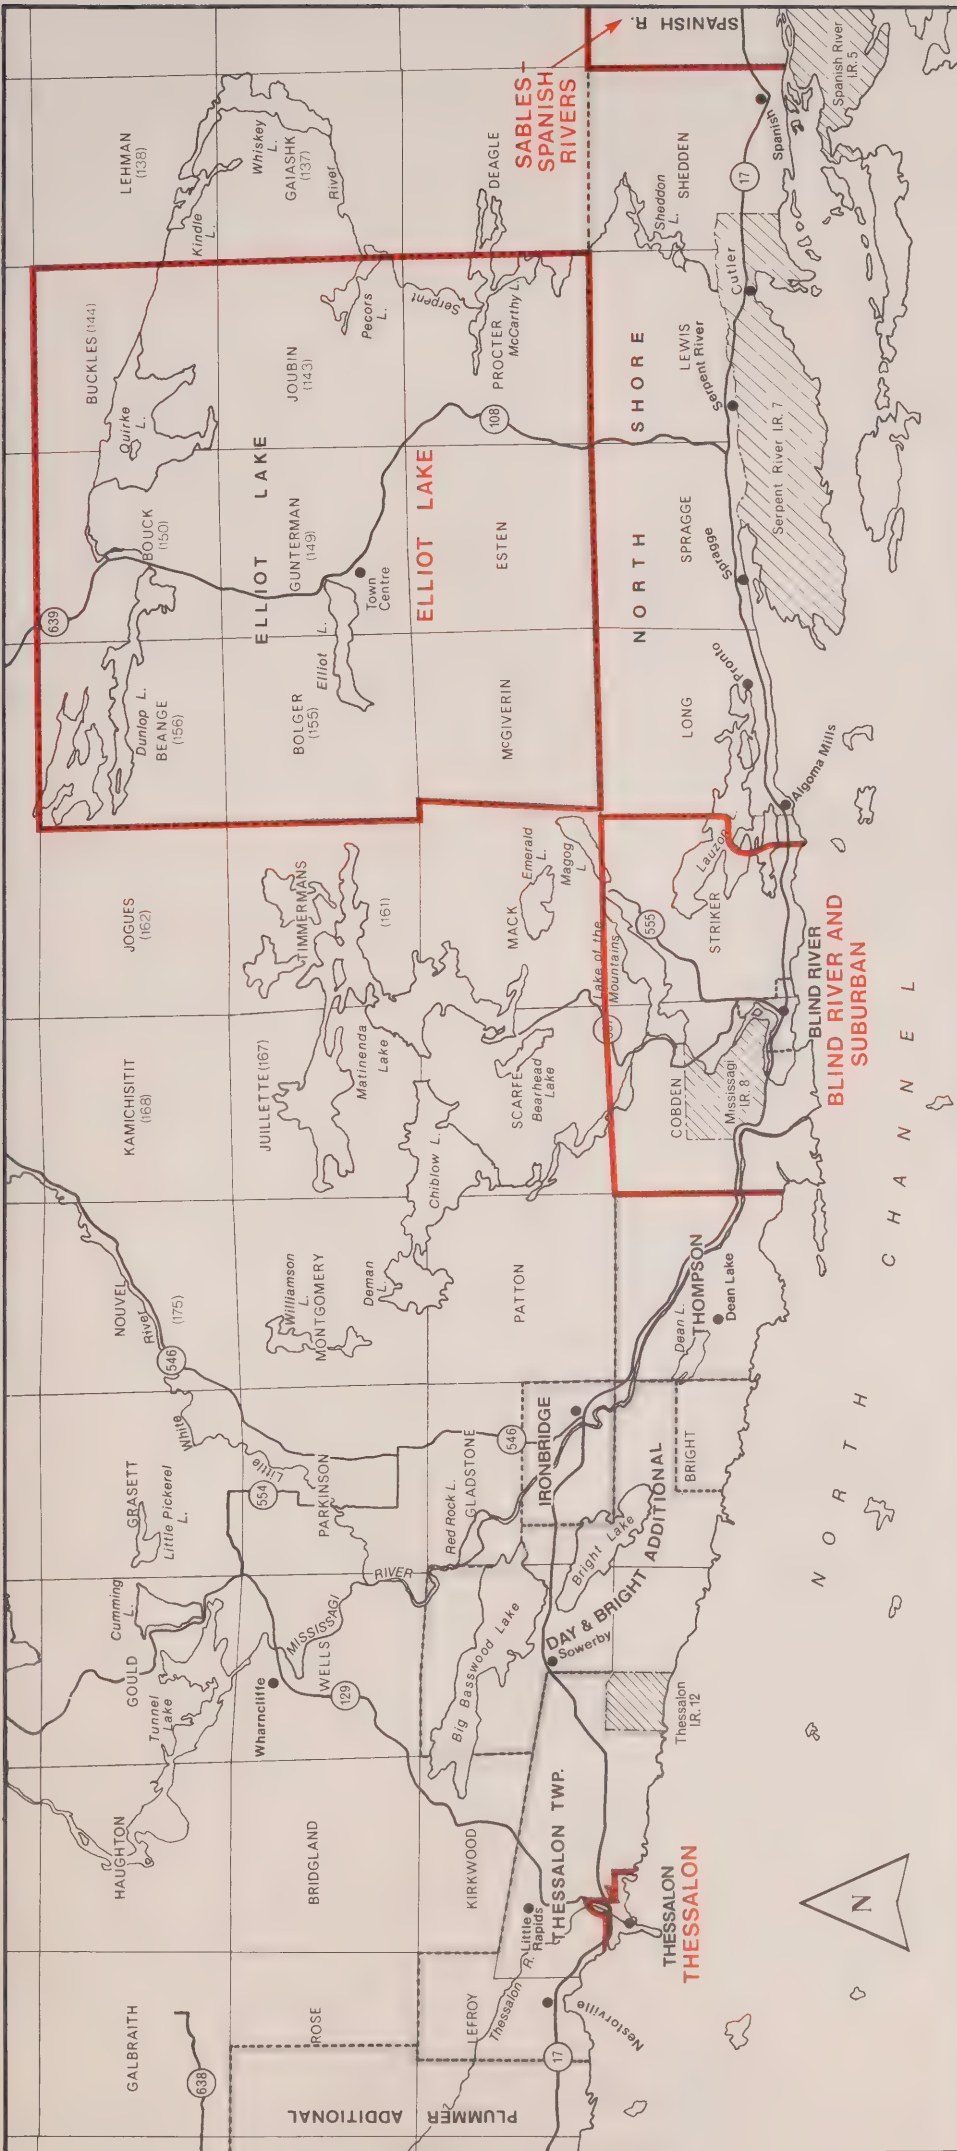 GALBRAITH
638
ROSE
PLUMMER ADDITIONAL
LEFROY
Thessalon R.
17
Nestorville
HAUGHTON
BRIDGLAND
KIRKWOOD
Little
Rapids
THESSALON TWP.
THESSALON
THESSALON
N
GOULD
Tunnel
Lake
Cumming
L.
Wharncliffe
WELLS
MISSISSAGI
RIVER
129
Big Basswood Lake
DAY & BRIGHT ADDITIONAL
Sowerby
Thessalon
I.R. 12
GRASETT
Little Pickerel
L.
Little
White
River
554
PARKINSON
Red Rock L.
GLADSTONE
546
IRONBRIDGE
Bright Lake
BRIGHT
NOUVEL
(175)
546
Williamson
L.
MONTGOMERY
Deman
L.
PATTON
THOMPSON
Dean L.
Dean Lake
KAMICHISITIT
(168)
JUILLETTE (167)
Matinenda
Lake
Chiblow L.
SCARFE
Bearhead
Lake
COBDEN
Mississagi
I.R. 8
JOGUES
(162)
TIMMERMANS
(161)
MACK
Emerald
L.
Magog
L
Lake of the
Mountains
555
STRIKER
Lauzon L.
BLIND RIVER
BLIND RIVER AND
SUBURBAN
NORTH CHANNEL
639
Dunlop L.
BEANGE
(156)
BOUCK
(150)
BUCKLES (144)
Quirke
L.
ELLIOT LAKE
BOLGER
(155)
GUNTERMAN
(149)
JOUBIN
(143)
Elliot L.
Town
Centre
ELLIOT LAKE
McGIVERIN
ESTEN
108
PROCTER
McCarthy L.
Pecors
L.
Serpent
River
NORTH SHORE
LONG
Pronto
Algoma Mills
SPRAGGE
Spragge
LEWIS
Serpent River
Serpent River I.R. 7
Cutler
LEHMAN
(138)
Kindle
L.
Whiskey
L.
GAIASHK
(137)
DEAGLE
SABLES–
SPANISH
RIVERS
SPANISH
R.
Sheddon
L.
SHEDDEN
17
Spanish
Spanish River
I.R. 5